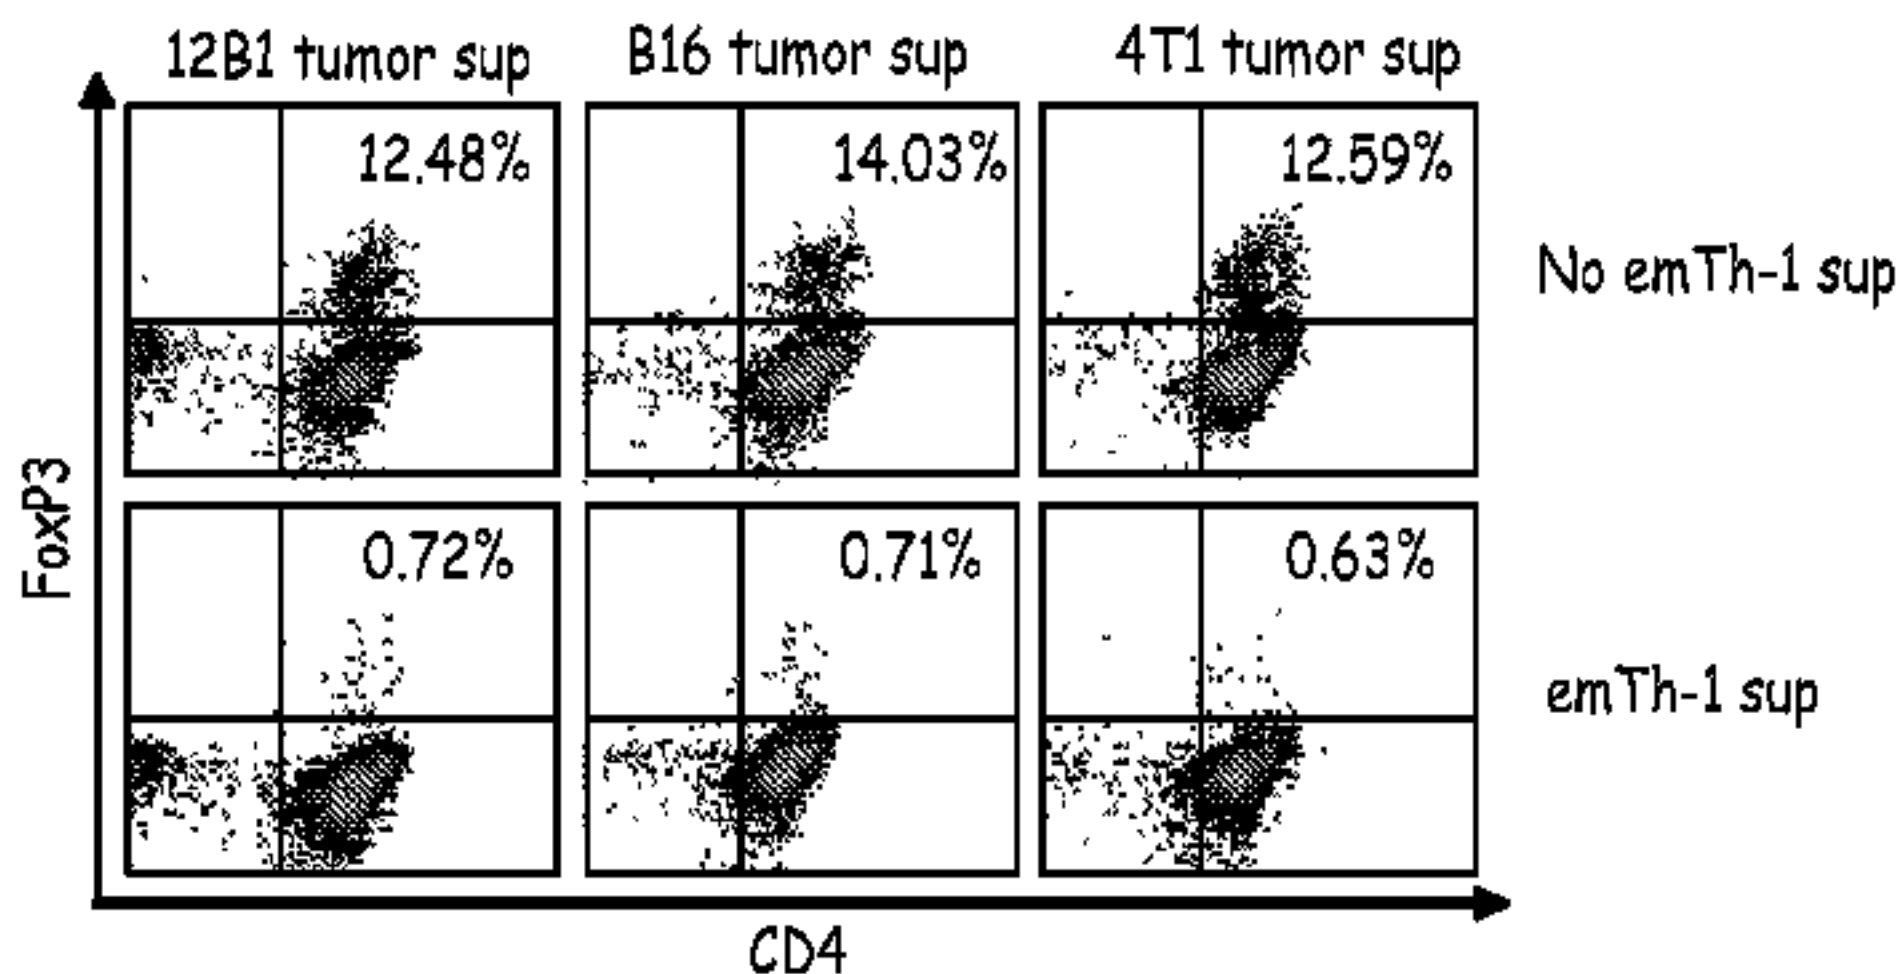 12B1 tumor sup B16 tumor sup 4T1 tumor sup
12.48% 14.03% 12.59%
No emTh-1 sup
FoxP3
0.72% 0.71% 0.63%
emTh-1 sup
CD4